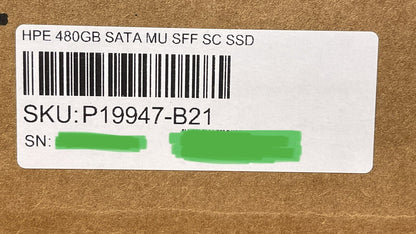 HPE 480GB SATA MU SFF SC SSD
SKU:P19947-B21
SN: